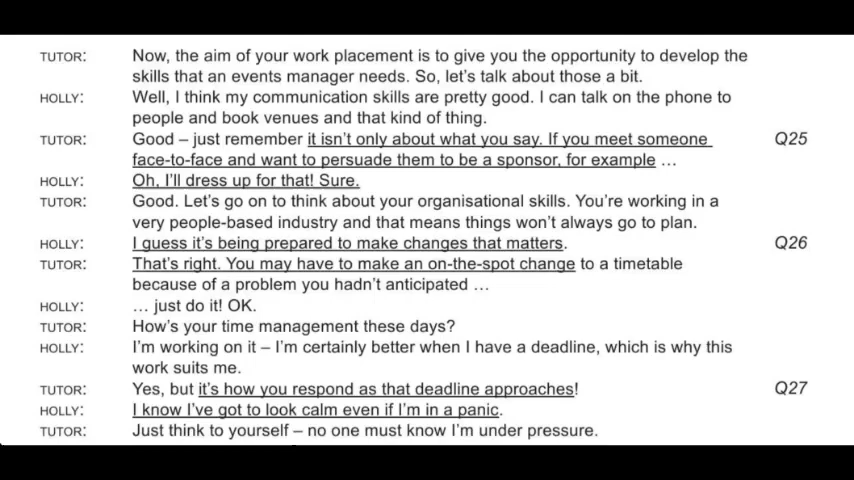 TUTOR: Now, the aim of your work placement is to give you the opportunity to develop the
skills that an events manager needs. So, let's talk about those a bit.
HOLLY: Well, I think my communication skills are pretty good. I can talk on the phone to
people and book venues and that kind of thing.
TUTOR: Good – just remember it isn't only about what you say. If you meet someone Q25
face-to-face and want to persuade them to be a sponsor, for example …
HOLLY: Oh, I'll dress up for that! Sure.
TUTOR: Good. Let's go on to think about your organisational skills. You're working in a
very people-based industry and that means things won't always go to plan.
HOLLY: I guess it's being prepared to make changes that matters. Q26
TUTOR: That's right. You may have to make an on-the-spot change to a timetable
because of a problem you hadn't anticipated …
HOLLY: … just do it! OK.
TUTOR: How's your time management these days?
HOLLY: I'm working on it – I'm certainly better when I have a deadline, which is why this
work suits me.
TUTOR: Yes, but it's how you respond as that deadline approaches! Q27
HOLLY: I know I've got to look calm even if I'm in a panic.
TUTOR: Just think to yourself – no one must know I'm under pressure.